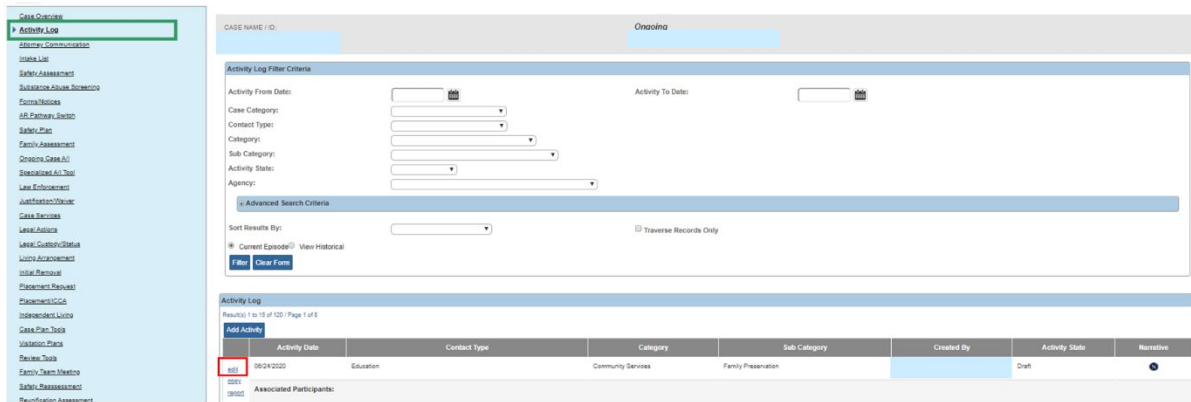 Case Overview
Activity Log
Attorney Communication
Intake List
Safety Assessment
Substance Abuse Screening
Forms/Notices
AR Pathway Switch
Safety Plan
Family Assessment
Ongoing Case A/I
Specialized A/I Tool
Law Enforcement
Justification/Waiver
Case Services
Legal Actions
Legal Custody/Status
Living Arrangement
Initial Removal
Placement Request
Placement/ICCA
Independent Living
Case Plan Tools
Visitation Plans
Review Tools
Family Team Meeting
Safety Reassessment
Reunification Assessment
CASE NAME / ID: Ongoing
Activity Log Filter Criteria
Activity From Date: Activity To Date:
Case Category:
Contact Type:
Category:
Sub Category:
Activity State:
Agency:
Advanced Search Criteria
Sort Results By: Traverse Records Only
Current Episode View Historical
Filter Clear Form
Activity Log
Result(s) 1 to 15 of 120 / Page 1 of 8
Add Activity
Activity Date Contact Type Category Sub Category Created By Activity State Narrative
edit 06/24/2020 Education Community Services Family Preservation Draft
copy
report Associated Participants: